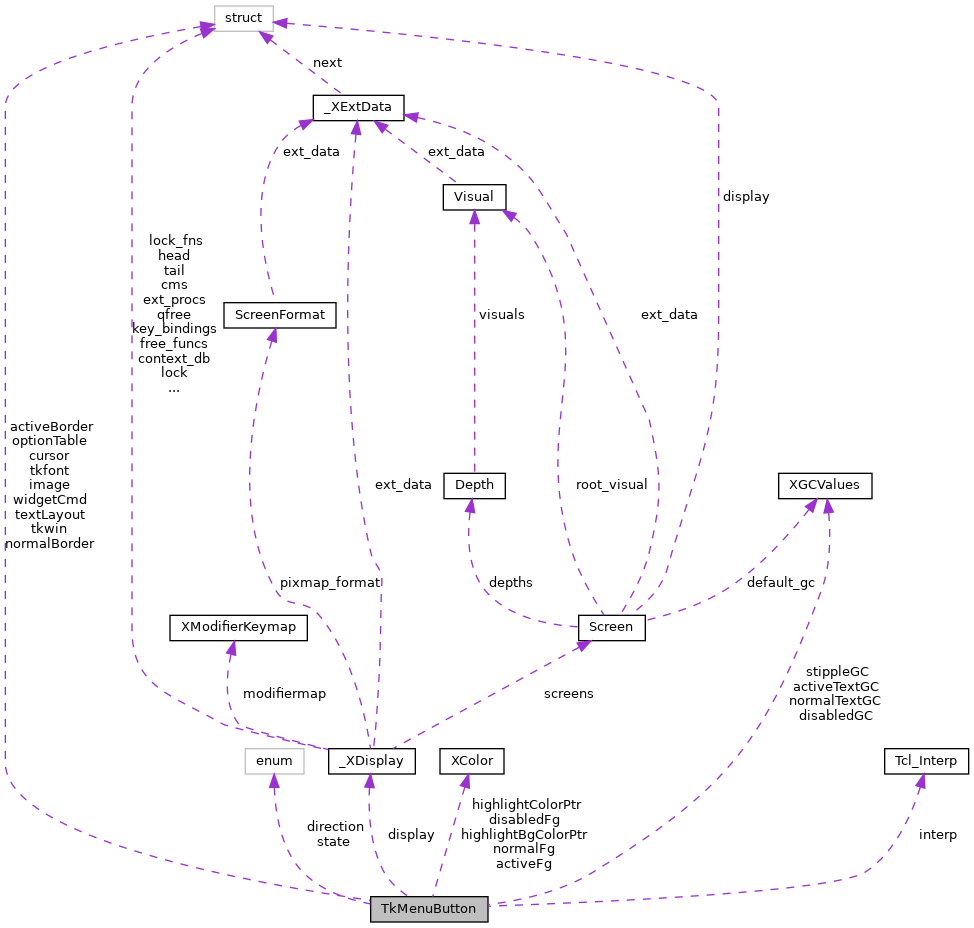 struct
next
_XExtData
ext_data
ext_data
Visual
display
lock_fns
head
tail
cms
ext_procs
qfree
key_bindings
free_funcs
context_db
lock
...
ScreenFormat
visuals
ext_data
activeBorder
optionTable
cursor
tkfont
image
widgetCmd
textLayout
tkwin
normalBorder
ext_data
Depth
root_visual
XGCValues
pixmap_format
depths
default_gc
XModifierKeymap
Screen
modifiermap
screens
stippleGC
activeTextGC
normalTextGC
disabledGC
enum
_XDisplay
XColor
Tcl_Interp
direction
state
display
highlightColorPtr
disabledFg
highlightBgColorPtr
normalFg
activeFg
interp
TkMenuButton